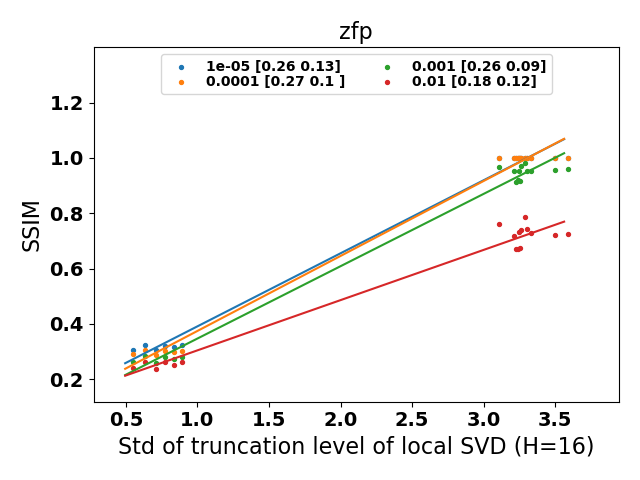 zfp
1e-05 [0.26 0.13]
0.0001 [0.27 0.1 ]
0.001 [0.26 0.09]
0.01 [0.18 0.12]
SSIM
1.2
1.0
0.8
0.6
0.4
0.2
0.5 1.0 1.5 2.0 2.5 3.0 3.5
Std of truncation level of local SVD (H=16)